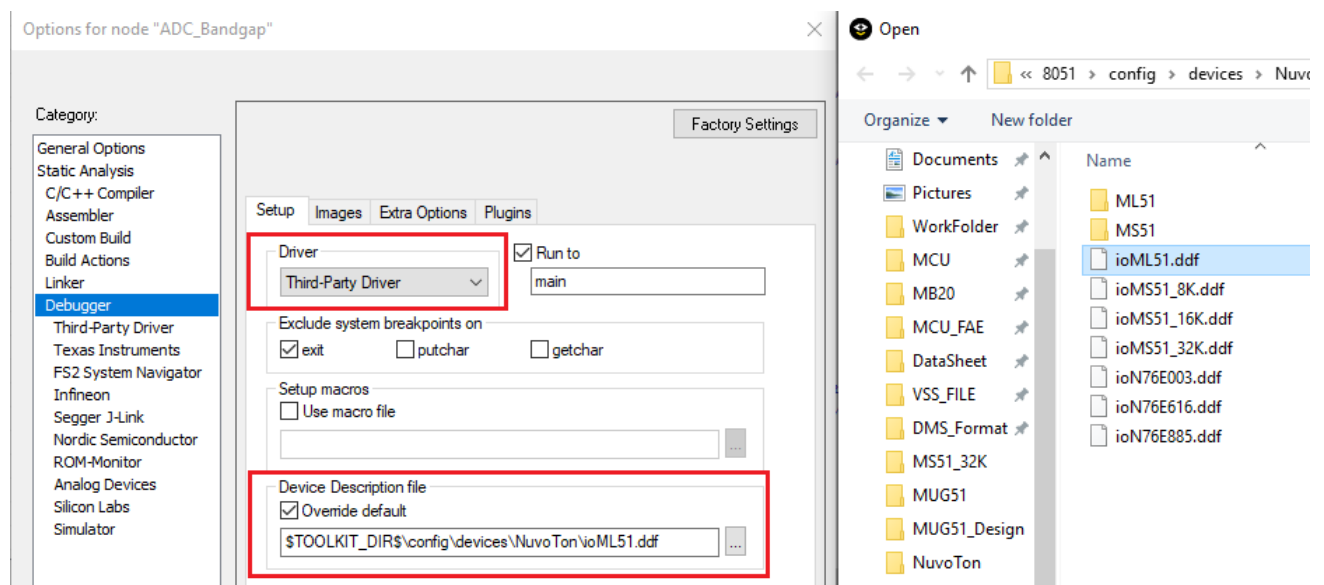 Options for node "ADC_Bandgap"
Category:
General Options
Static Analysis
C/C++ Compiler
Assembler
Custom Build
Build Actions
Linker
Debugger
Third-Party Driver
Texas Instruments
FS2 System Navigator
Infineon
Segger J-Link
Nordic Semiconductor
ROM-Monitor
Analog Devices
Silicon Labs
Simulator
Factory Settings
Setup Images Extra Options Plugins
Driver
Third-Party Driver
Run to
main
Exclude system breakpoints on
exit putchar getchar
Setup macros
Use macro file
...
Device Description file
Override default
$TOOLKIT_DIR$\config\devices\NuvoTon\ioML51.ddf
...
Open
« 8051 › config › devices › Nuvo
Organize New folder
Documents
Pictures
WorkFolder
MCU
MB20
MCU_FAE
DataSheet
VSS_FILE
DMS_Format
MS51_32K
MUG51
MUG51_Design
NuvoTon
Name
ML51
MS51
ioML51.ddf
ioMS51_8K.ddf
ioMS51_16K.ddf
ioMS51_32K.ddf
ioN76E003.ddf
ioN76E616.ddf
ioN76E885.ddf